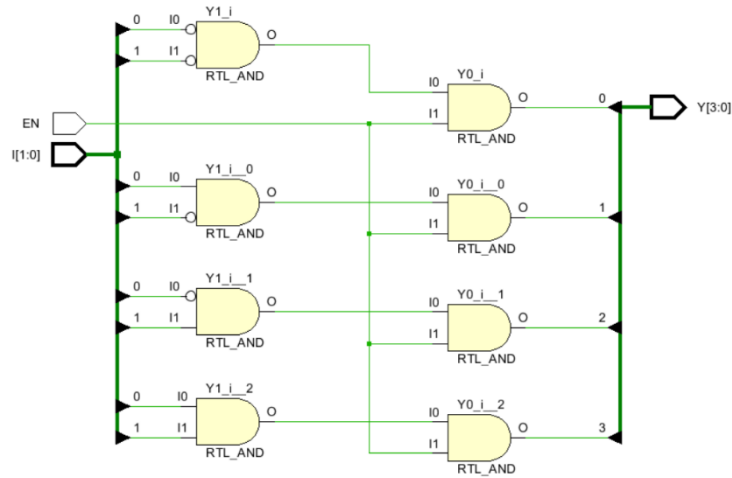 Y1_i
0 I0 O
1 I1
RTL_AND
Y0_i
I0 O 0 Y[3:0]
EN I1
RTL_AND
I[1:0]
Y1_i__0
0 I0 O
1 I1
RTL_AND
Y0_i__0
I0 O 1
I1
RTL_AND
Y1_i__1
0 I0 O
1 I1
RTL_AND
Y0_i__1
I0 O 2
I1
RTL_AND
Y1_i__2
0 I0 O
1 I1
RTL_AND
Y0_i__2
I0 O 3
I1
RTL_AND